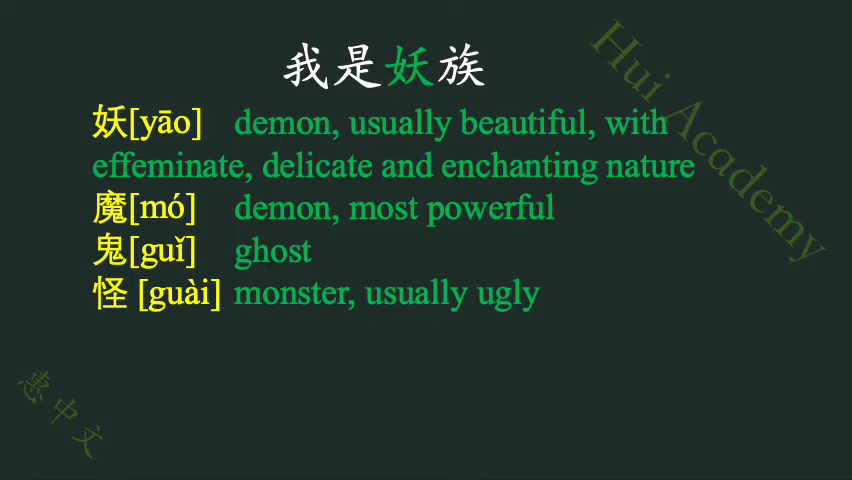 我是妖族
妖[yāo] demon, usually beautiful, with
effeminate, delicate and enchanting nature
魔[mó] demon, most powerful
鬼[guǐ] ghost
怪 [guài] monster, usually ugly
Hui Academy
惠中文